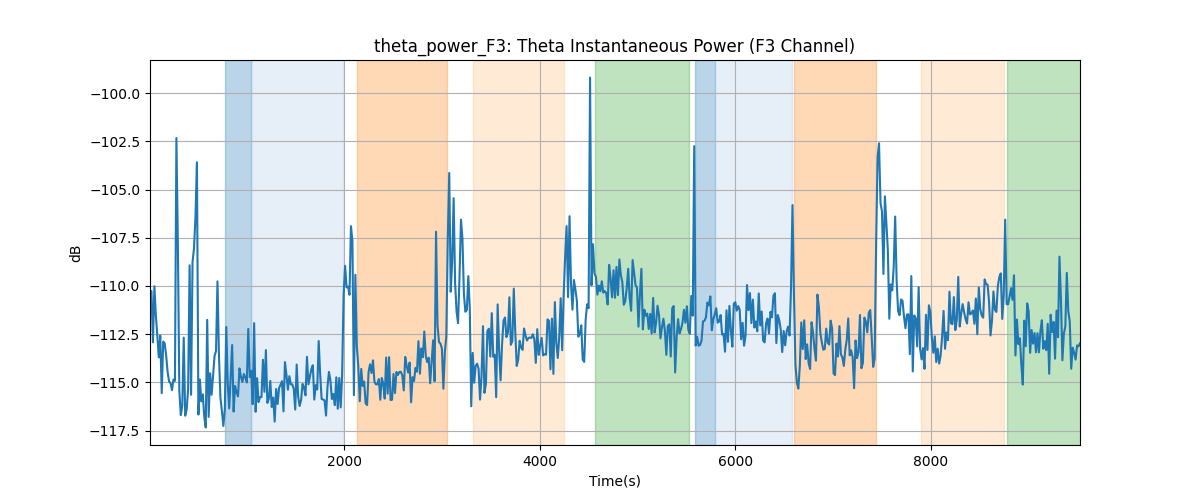 theta_power_F3: Theta Instantaneous Power (F3 Channel)
dB
−100.0
−102.5
−105.0
−107.5
−110.0
−112.5
−115.0
−117.5
2000 4000 6000 8000
Time(s)